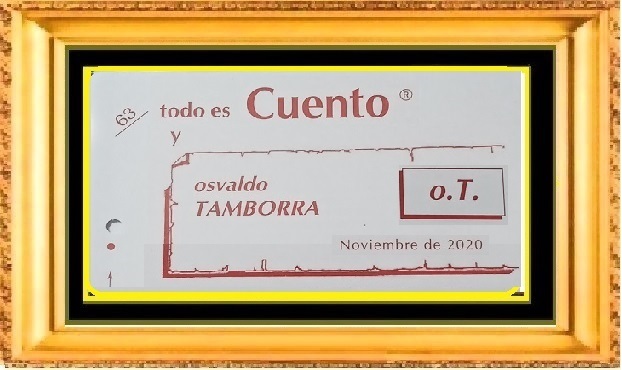 63
todo es Cuento ®
y
osvaldo
TAMBORRA
o.T.
Noviembre de 2020